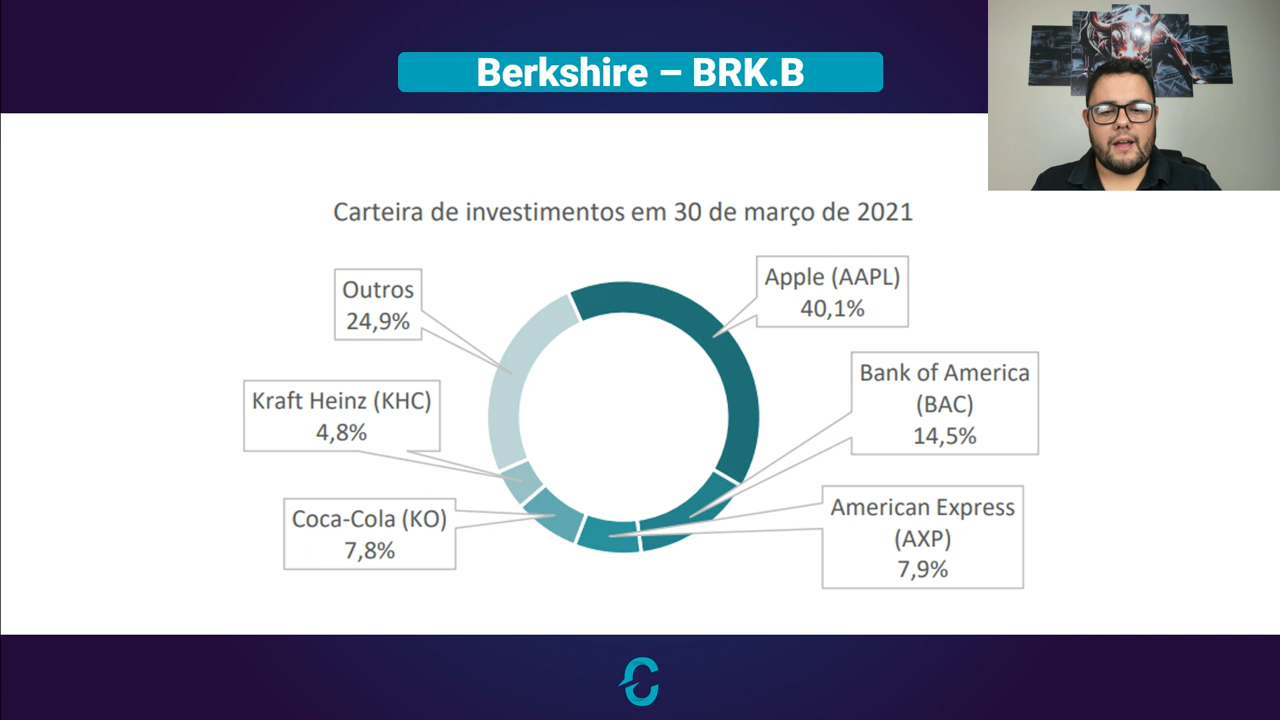 Berkshire – BRK.B
Carteira de investimentos em 30 de março de 2021
Outros
24,9%
Apple (AAPL)
40,1%
Bank of America
(BAC)
14,5%
Kraft Heinz (KHC)
4,8%
American Express
(AXP)
7,9%
Coca-Cola (KO)
7,8%